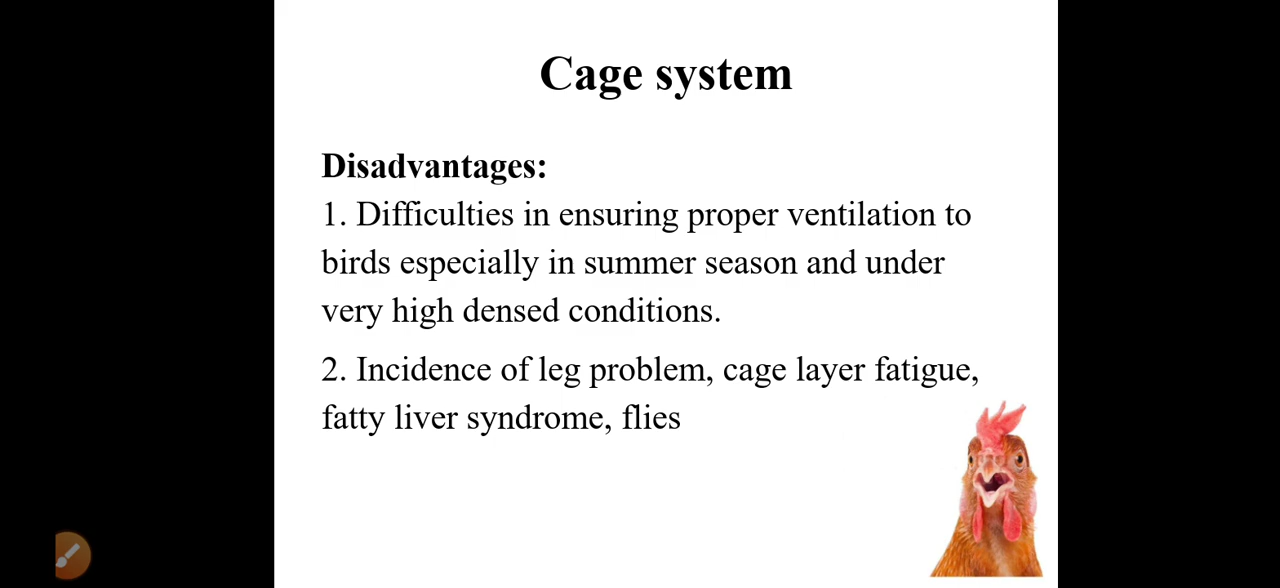 Cage system
Disadvantages:
1. Difficulties in ensuring proper ventilation to
birds especially in summer season and under
very high densed conditions.
2. Incidence of leg problem, cage layer fatigue,
fatty liver syndrome, flies